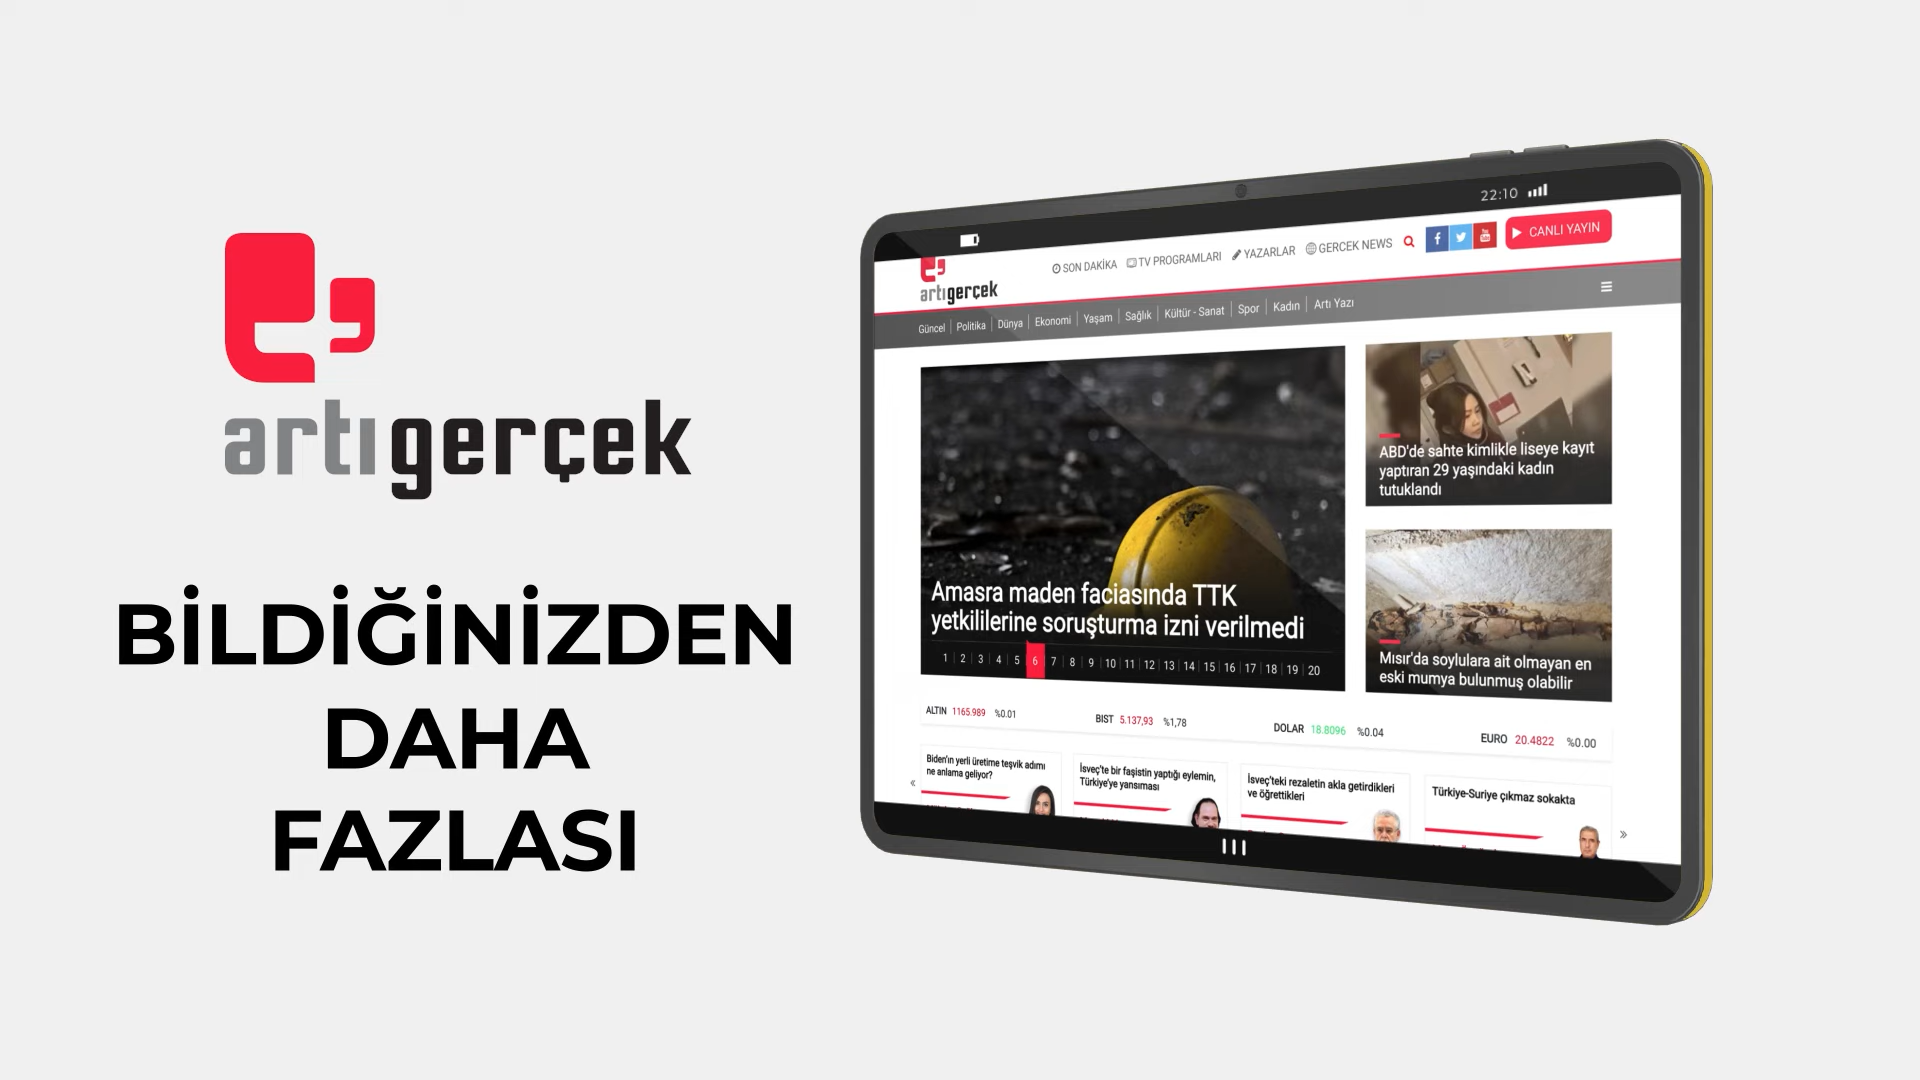 artıgerçek
BİLDİĞİNİZDEN
DAHA
FAZLASI
22:10
artıgerçek
SON DAKİKA
TV PROGRAMLARI
YAZARLAR
GERCEK NEWS
CANLI YAYIN
Güncel | Politika | Dünya | Ekonomi | Yaşam | Sağlık | Kültür - Sanat | Spor | Kadın | Artı Yazı
Amasra maden faciasında TTK
yetkililerine soruşturma izni verilmedi
1 | 2 | 3 | 4 | 5 | 6 | 7 | 8 | 9 | 10 | 11 | 12 | 13 | 14 | 15 | 16 | 17 | 18 | 19 | 20
ABD'de sahte kimlikle liseye kayıt
yaptıran 29 yaşındaki kadın
tutuklandı
Mısır'da soylulara ait olmayan en
eski mumya bulunmuş olabilir
ALTIN 1165.989 %0.01
BIST 5.137,93 %1,78
DOLAR 18.8096 %0.04
EURO 20.4822 %0.00
Biden'ın yerli üretime teşvik adımı
ne anlama geliyor?
İsveç'te bir faşistin yaptığı eylemin,
Türkiye'ye yansıması
İsveç'teki rezaletin akla getirdikleri
ve öğrettikleri
Türkiye-Suriye çıkmaz sokakta